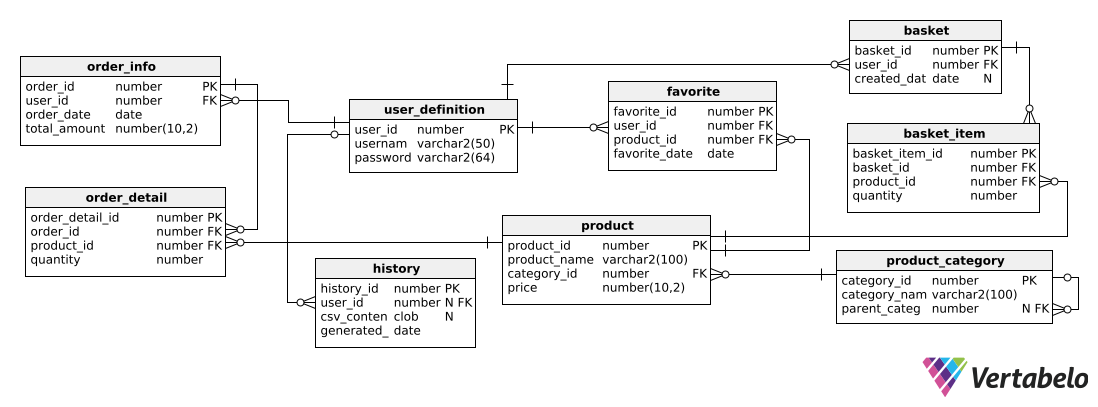 order_info
order_id number PK
user_id number FK
order_date date
total_amount number(10,2)
order_detail
order_detail_id number PK
order_id number FK
product_id number FK
quantity number
user_definition
user_id number PK
usernam varchar2(50)
password varchar2(64)
history
history_id number PK
user_id number N FK
csv_conten clob N
generated_ date
favorite
favorite_id number PK
user_id number FK
product_id number FK
favorite_date date
product
product_id number PK
product_name varchar2(100)
category_id number FK
price number(10,2)
basket
basket_id number PK
user_id number FK
created_dat date N
basket_item
basket_item_id number PK
basket_id number FK
product_id number FK
quantity number
product_category
category_id number PK
category_nam varchar2(100)
parent_categ number N FK
Vertabelo